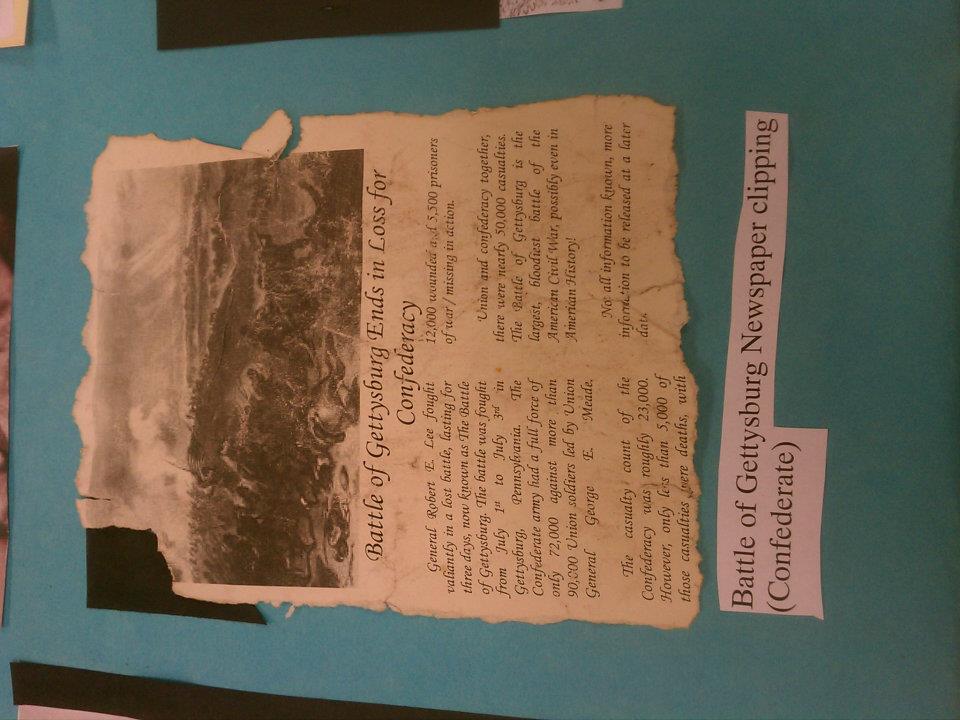 Battle of Gettysburg Ends in Loss for
Confederacy
General Robert E. Lee fought
valiantly in a lost battle, lasting for
three days, now known as The Battle
of Gettysburg. The battle was fought
from July 1st to July 3rd in
Gettysburg, Pennsylvania. The
Confederate army had a full force of
only 72,000 against more than
90,000 Union soldiers led by Union
General George E. Meade.
The casualty count of the
Confederacy was roughly 23,000.
However, only less than 5,000 of
those casualties were deaths, with
12,000 wounded and 5,500 prisoners
of war/missing in action.
Union and confederacy together,
there were nearly 50,000 casualties.
The Battle of Gettysburg is the
largest, bloodiest battle of the
American Civil War, possibly even in
American History!
Not all information known, more
information to be released at a later
date.
Battle of Gettysburg Newspaper clipping
(Confederate)